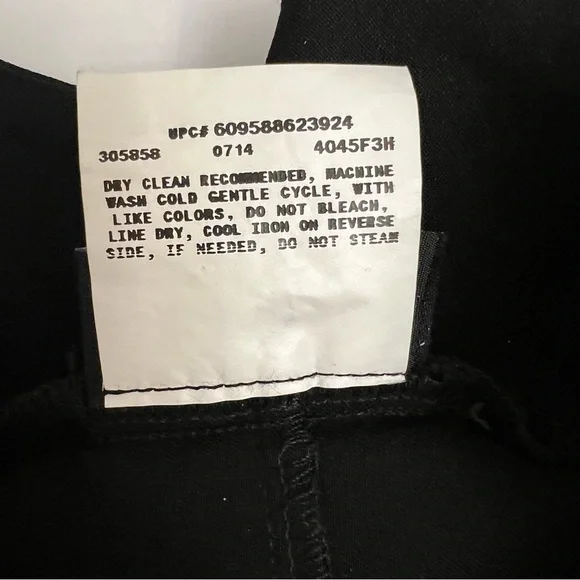 UPC# 609588623924
305858 0714 4045F3H
DRY CLEAN RECOMMENDED, MACHINE
WASH COLD GENTLE CYCLE, WITH
LIKE COLORS, DO NOT BLEACH,
LINE DRY, COOL IRON ON REVERSE
SIDE, IF NEEDED, DO NOT STEAM